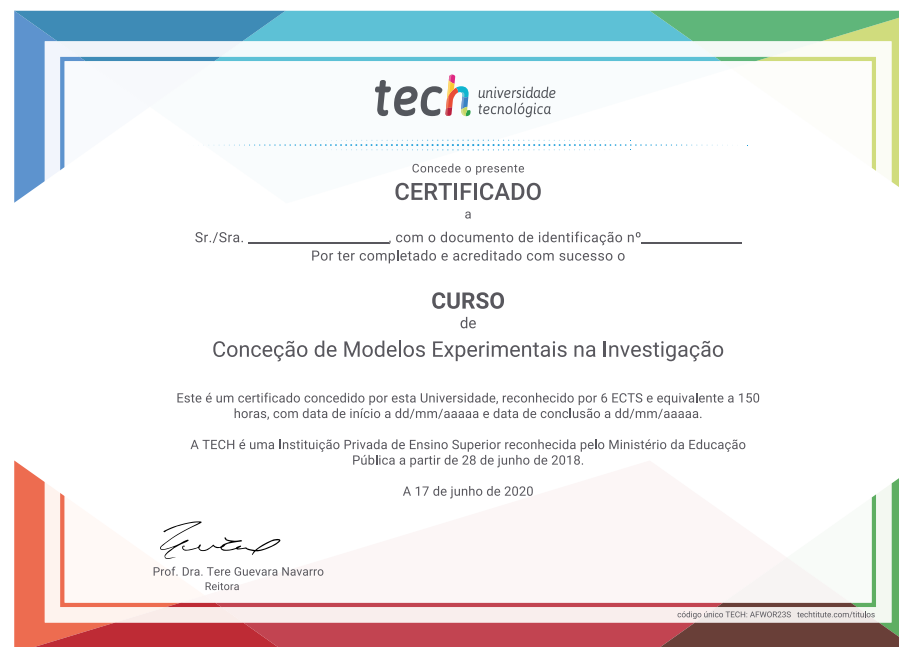 tech universidade
tecnológica
Concede o presente
CERTIFICADO
a
Sr./Sra. ________________, com o documento de identificação nº____________
Por ter completado e acreditado com sucesso o
CURSO
de
Conceção de Modelos Experimentais na Investigação
Este é um certificado concedido por esta Universidade, reconhecido por 6 ECTS e equivalente a 150
horas, com data de início a dd/mm/aaaaa e data de conclusão a dd/mm/aaaaa.
A TECH é uma Instituição Privada de Ensino Superior reconhecida pelo Ministério da Educação
Pública a partir de 28 de junho de 2018.
A 17 de junho de 2020
Prof. Dra. Tere Guevara Navarro
Reitora
código único TECH: AFWOR23S techtitute.com/titulos